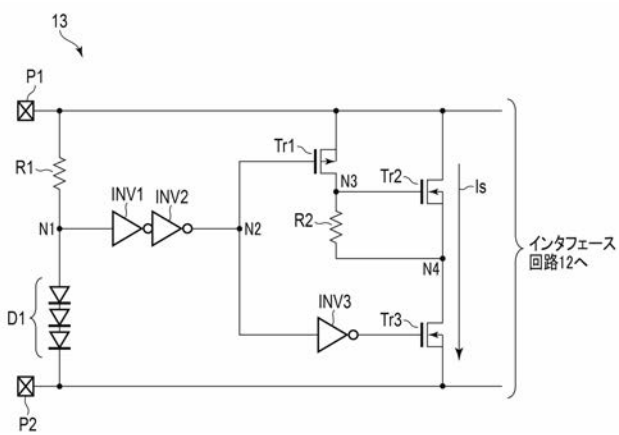 13
P1
R1
N1
INV1
INV2
N2
Tr1
N3
R2
Tr2
Is
N4
インタフェース
回路12へ
D1
INV3
Tr3
P2